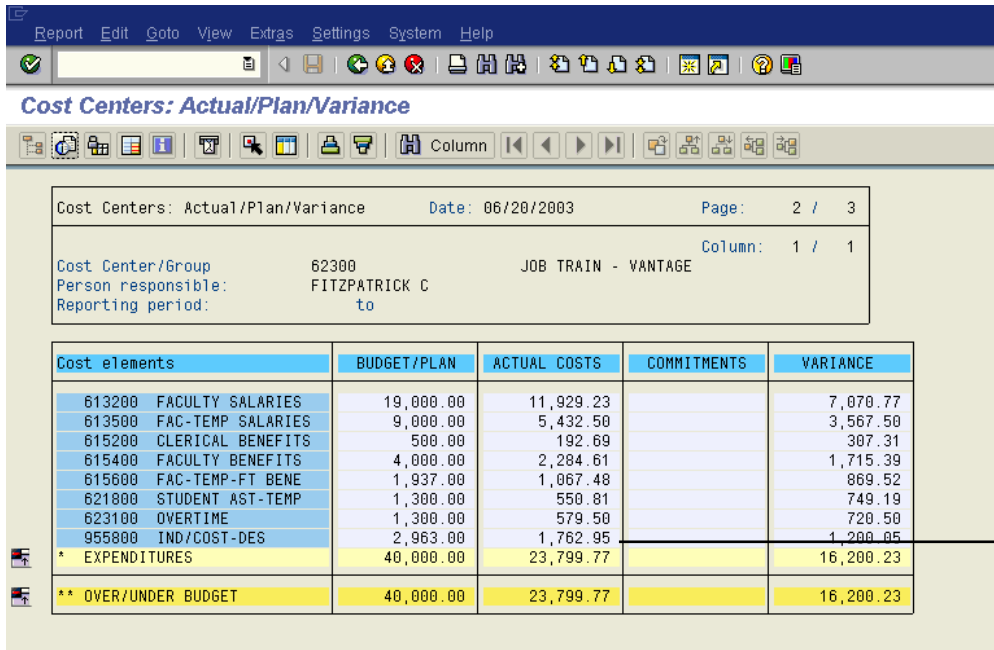 Report Edit Goto View Extras Settings System Help
Cost Centers: Actual/Plan/Variance
Column
Cost Centers: Actual/Plan/Variance Date: 06/20/2003 Page: 2 / 3
Column: 1 / 1
Cost Center/Group 62300 JOB TRAIN - VANTAGE
Person responsible: FITZPATRICK C
Reporting period: to
Cost elements BUDGET/PLAN ACTUAL COSTS COMMITMENTS VARIANCE
613200 FACULTY SALARIES 19,000.00 11,929.23 7,070.77
613500 FAC-TEMP SALARIES 9,000.00 5,432.50 3,567.50
615200 CLERICAL BENEFITS 500.00 192.69 307.31
615400 FACULTY BENEFITS 4,000.00 2,284.61 1,715.39
615600 FAC-TEMP-FT BENE 1,937.00 1,067.48 869.52
621800 STUDENT AST-TEMP 1,300.00 550.81 749.19
623100 OVERTIME 1,300.00 579.50 720.50
955800 IND/COST-DES 2,963.00 1,762.95 1,200.05
* EXPENDITURES 40,000.00 23,799.77 16,200.23
** OVER/UNDER BUDGET 40,000.00 23,799.77 16,200.23